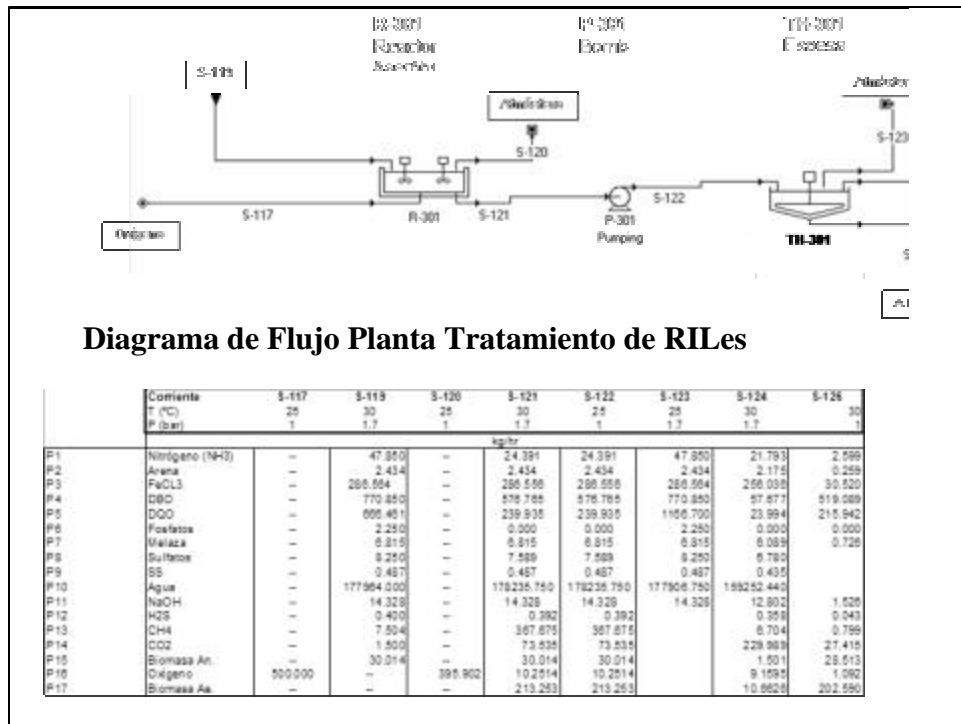 S-119
S-120
S-123
S-117
R-301
S-121
P-301
Pumping
S-122
TH-301
Diagrama de Flujo Planta Tratamiento de RILes
Corriente S-117 S-119 S-120 S-121 S-122 S-123 S-124 S-126
T (ºC) 25 30 25 30 25 25 30 30
P (bar) 1 1.7 1 1.7 1 1.7 1.7 1
kg/hr
P1 Nitrógeno (NH3) -- 47.850 -- 24.391 24.391 47.850 21.793 2.599
P2 Arena -- 2.434 -- 2.434 2.434 2.434 2.175 0.259
P3 FeCL3 -- 286.564 -- 286.556 286.556 286.564 256.036 30.520
P4 DBO -- 770.850 -- 576.765 576.765 770.850 57.677 519.089
P5 DQO -- 666.461 -- 239.935 239.935 1166.700 23.994 215.942
P6 Fosfatos -- 2.250 -- 0.000 0.000 2.250 0.000 0.000
P7 Melaza -- 6.815 -- 6.815 6.815 6.815 6.089 0.726
P8 Sulfatos -- 8.250 -- 7.589 7.589 8.250 6.780
P9 SS -- 0.487 -- 0.487 0.487 0.487 0.435
P10 Agua -- 177964.000 -- 178235.750 178235.750 177906.750 159252.440
P11 NaOH -- 14.328 -- 14.328 14.328 14.328 12.802 1.526
P12 H2S -- 0.400 -- 0.392 0.392 0.358 0.043
P13 CH4 -- 7.504 -- 367.675 367.675 6.704 0.799
P14 CO2 -- 1.500 -- 73.535 73.535 229.989 27.415
P15 Biomasa An. -- 30.014 -- 30.014 30.014 1.501 28.513
P16 Oxígeno 500.000 -- 395.902 10.2514 10.2514 9.1595 1.092
P17 Biomasa Aa. -- -- -- 213.253 213.253 10.6626 202.590